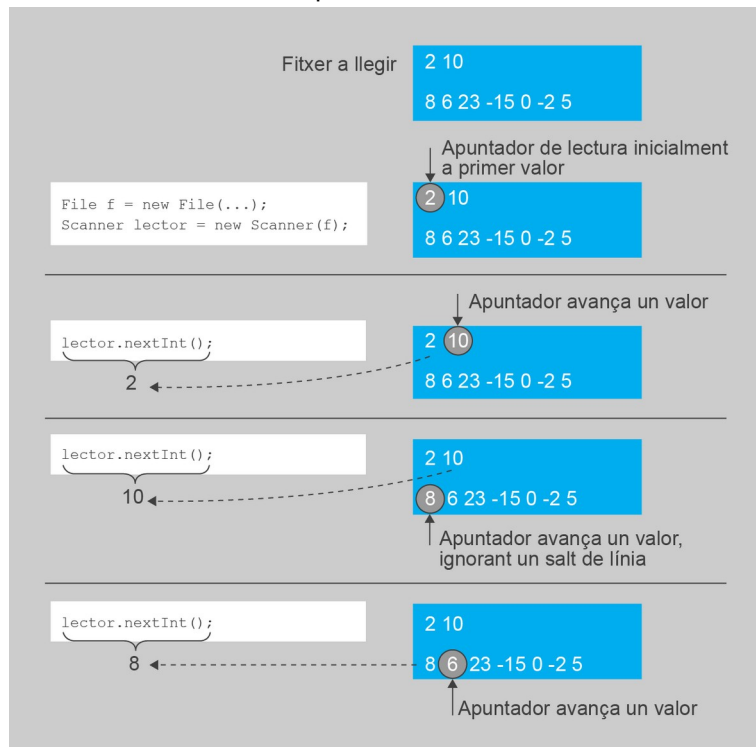 Fitxer a llegir
2 10
8 6 23 -15 0 -2 5
Apuntador de lectura inicialment
a primer valor
File f = new File(...);
Scanner lector = new Scanner(f);
2 10
8 6 23 -15 0 -2 5
Apuntador avança un valor
lector.nextInt();
2
2 10
8 6 23 -15 0 -2 5
lector.nextInt();
10
2 10
8 6 23 -15 0 -2 5
Apuntador avança un valor,
ignorant un salt de línia
lector.nextInt();
8
2 10
8 6 23 -15 0 -2 5
Apuntador avança un valor